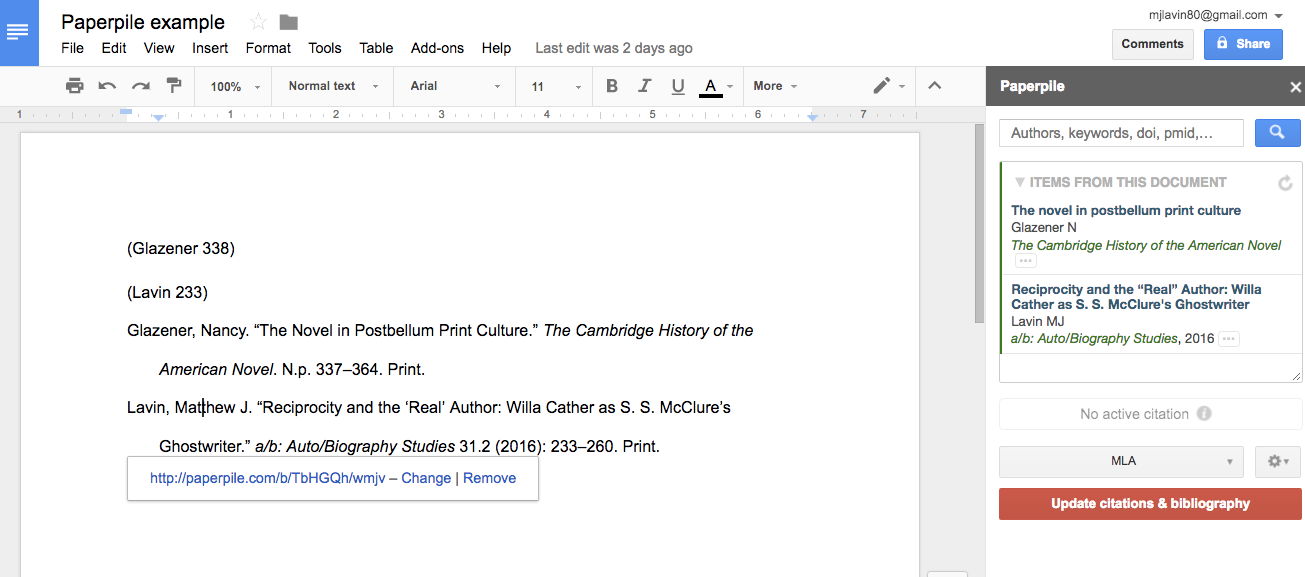 Paperpile example
mjlavin80@gmail.com
File Edit View Insert Format Tools Table Add-ons Help Last edit was 2 days ago
Comments Share
100% Normal text Arial 11 B I U A More
1 1 2 3 4 5 6 7
(Glazener 338)
(Lavin 233)
Glazener, Nancy. “The Novel in Postbellum Print Culture.” The Cambridge History of the
American Novel. N.p. 337–364. Print.
Lavin, Matthew J. “Reciprocity and the ‘Real’ Author: Willa Cather as S. S. McClure’s
Ghostwriter.” a/b: Auto/Biography Studies 31.2 (2016): 233–260. Print.
http://paperpile.com/b/TbHGQh/wmjv – Change | Remove
Paperpile
Authors, keywords, doi, pmid,...
ITEMS FROM THIS DOCUMENT
The novel in postbellum print culture
Glazener N
The Cambridge History of the American Novel
Reciprocity and the “Real” Author: Willa
Cather as S. S. McClure's Ghostwriter
Lavin MJ
a/b: Auto/Biography Studies, 2016
No active citation
MLA
Update citations & bibliography